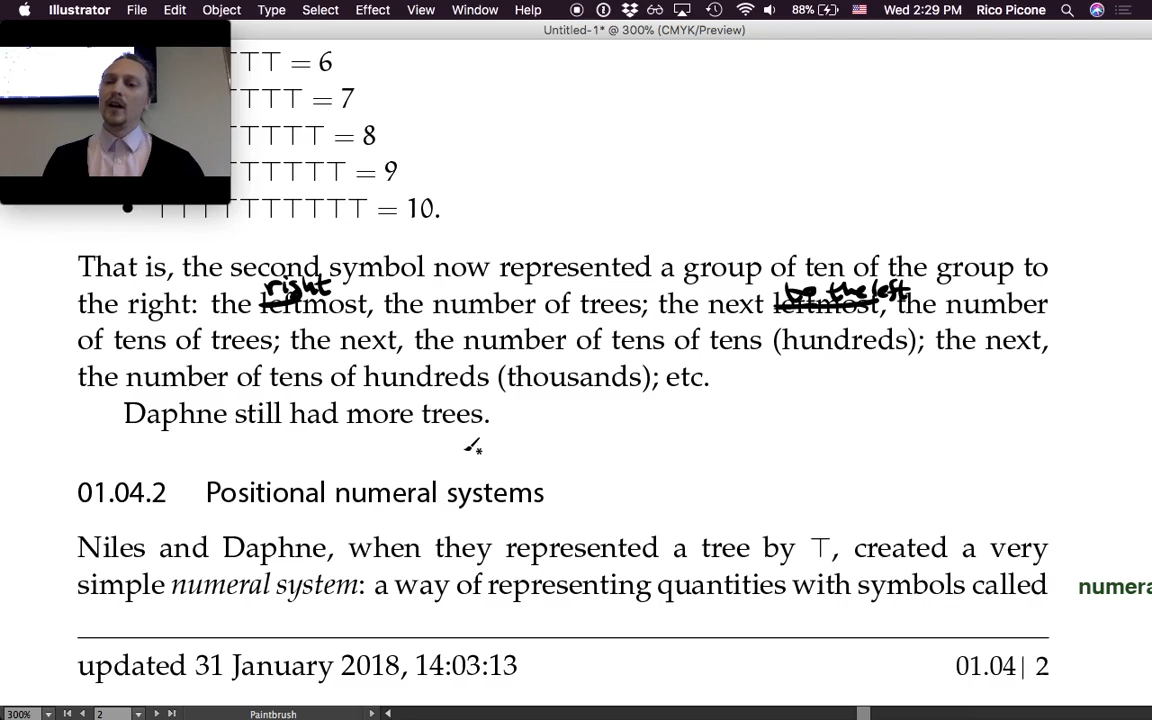 Illustrator File Edit Object Type Select Effect View Window Help 88% Wed 2:29 PM Rico Picone
Untitled-1* @ 300% (CMYK/Preview)
⊤⊤ = 6
⊤⊤⊤ = 7
⊤⊤⊤⊤ = 8
⊤⊤⊤⊤⊤ = 9
• ⊤⊤⊤⊤⊤⊤⊤⊤⊤⊤ = 10.
That is, the second symbol now represented a group of ten of the group to
right be the left
the right: the leftmost, the number of trees; the next leftmost, the number
of tens of trees; the next, the number of tens of tens (hundreds); the next,
the number of tens of hundreds (thousands); etc.
Daphne still had more trees.
01.04.2 Positional numeral systems
Niles and Daphne, when they represented a tree by ⊤, created a very
simple numeral system: a way of representing quantities with symbols called numera
updated 31 January 2018, 14:03:13 01.04| 2
300% 2 Paintbrush